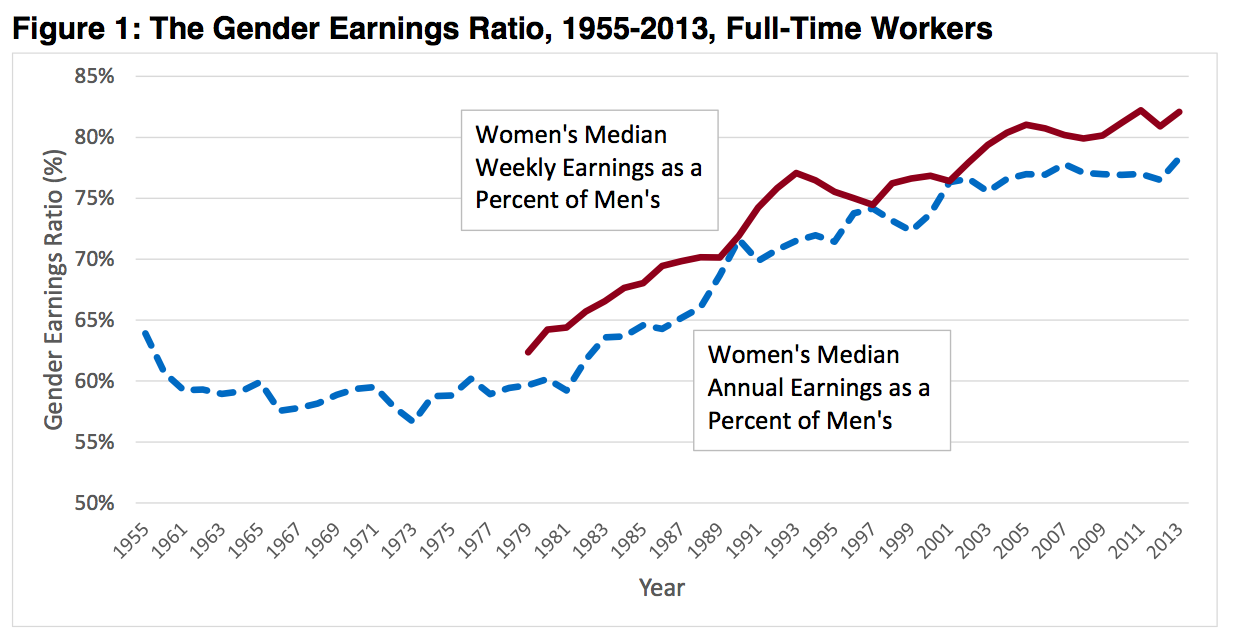 Figure 1: The Gender Earnings Ratio, 1955-2013, Full-Time Workers
85%
80%
75%
70%
65%
60%
55%
50%
Gender Earnings Ratio (%)
Women's Median
Weekly Earnings as a
Percent of Men's
Women's Median
Annual Earnings as a
Percent of Men's
1955 1961 1963 1965 1967 1969 1971 1973 1975 1977 1979 1981 1983 1985 1987 1989 1991 1993 1995 1997 1999 2001 2003 2005 2007 2009 2011 2013
Year